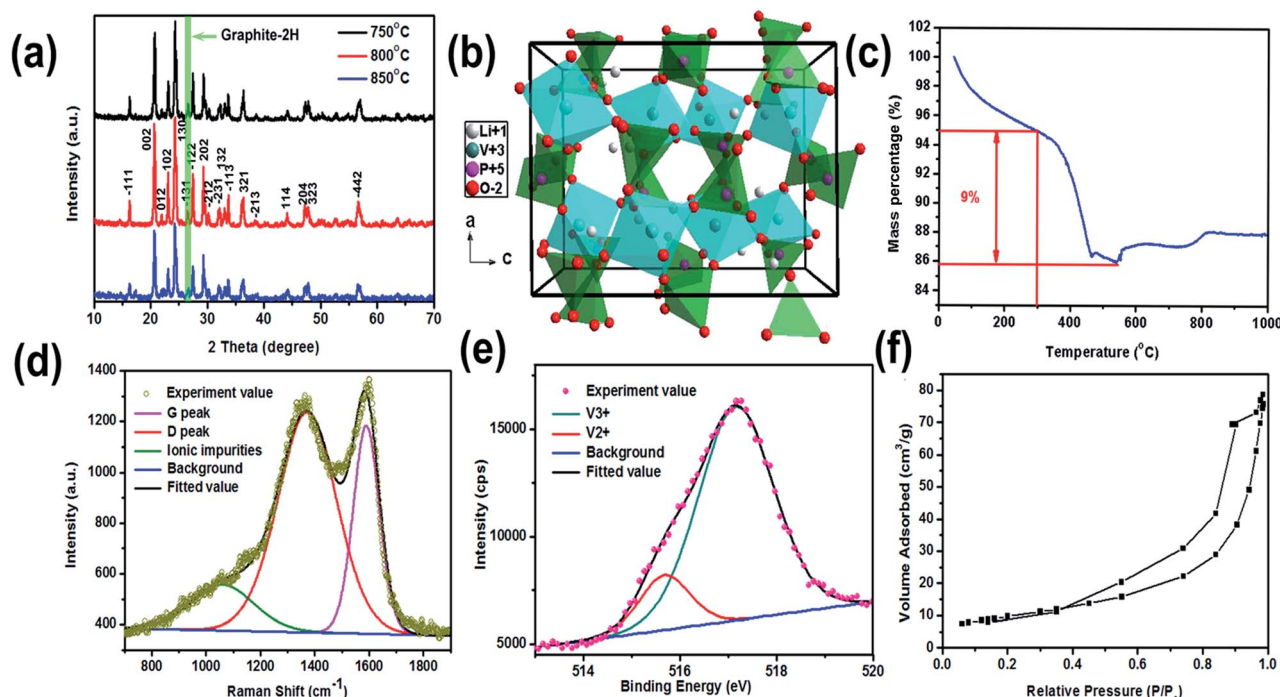 (a)
Graphite-2H
750°C
800°C
850°C
-111
002
012
-102
130
-131
-122
202
-212
-231
132
-113
321
-213
114
204
323
-442
Intensity (a.u.)
10 20 30 40 50 60 70
2 Theta (degree)
(b)
Li+1
V+3
P+5
O-2
a
c
(c)
102
100
98
96
94
92
90
88
86
84
83
9%
Mass percentage (%)
0 200 400 600 800 1000
Temperature (°C)
(d)
1400
1200
1000
800
600
400
Experiment value
G peak
D peak
Ionic impurities
Background
Fitted value
Intensity (a.u.)
800 1000 1200 1400 1600 1800
Raman Shift (cm⁻¹)
(e)
15000
10000
5000
Experiment value
V3+
V2+
Background
Fitted value
Intensity (cps)
514 516 518 520
Binding Energy (eV)
(f)
80
70
60
50
40
30
20
10
0
Volume Adsorbed (cm³/g)
0.0 0.2 0.4 0.6 0.8 1.0
Relative Pressure (P/P